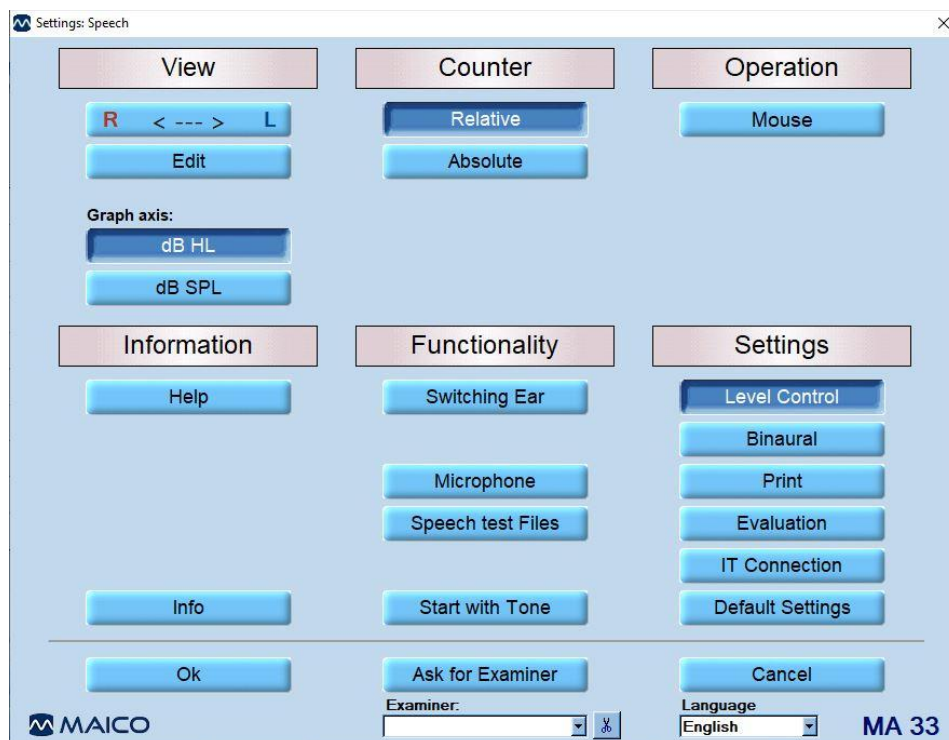 Settings: Speech
View
Counter
Operation
R < --- > L
Relative
Mouse
Edit
Absolute
Graph axis:
dB HL
dB SPL
Information
Functionality
Settings
Help
Switching Ear
Level Control
Binaural
Microphone
Print
Speech test Files
Evaluation
IT Connection
Info
Start with Tone
Default Settings
Ok
Ask for Examiner
Cancel
Examiner:
Language
English
MAICO
MA 33